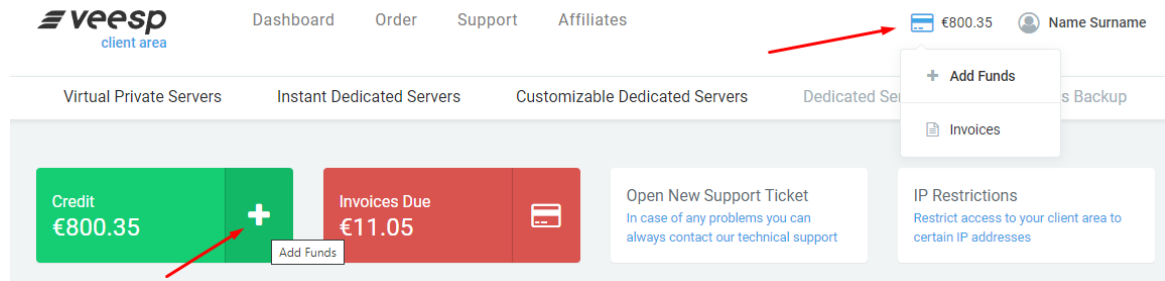 veesp
client area
Dashboard Order Support Affiliates
€800.35 Name Surname
Add Funds
Invoices
Virtual Private Servers Instant Dedicated Servers Customizable Dedicated Servers Dedicated Se s Backup
Credit
€800.35
Add Funds
Invoices Due
€11.05
Open New Support Ticket
In case of any problems you can
always contact our technical support
IP Restrictions
Restrict access to your client area to
certain IP addresses